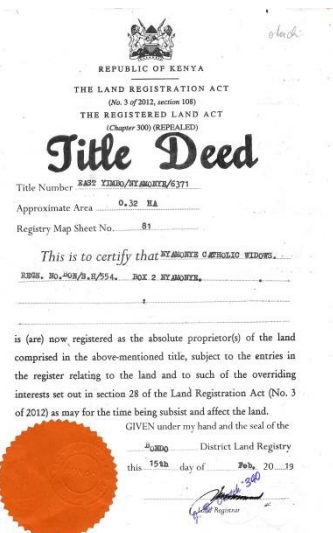 REPUBLIC OF KENYA
THE LAND REGISTRATION ACT
(No. 3 of 2012, section 108)
THE REGISTERED LAND ACT
(Chapter 300) (REPEALED)
Title Deed
Title Number EAST YIMBO/NYAMONYE/6371
Approximate Area 0.32 HA
Registry Map Sheet No. 81
This is to certify that NYAMONYE CATHOLIC WIDOWS.
REGN. NO. BON/S.H/554. BOX 2 NYAMONYE.
is (are) now registered as the absolute proprietor(s) of the land
comprised in the above-mentioned title, subject to the entries in
the register relating to the land and to such of the overriding
interests set out in section 28 of the Land Registration Act (No. 3
of 2012) as may for the time being subsist and affect the land.
GIVEN under my hand and the seal of the
BONDO District Land Registry
this 15th day of Feb, 20 19
Land Registrar